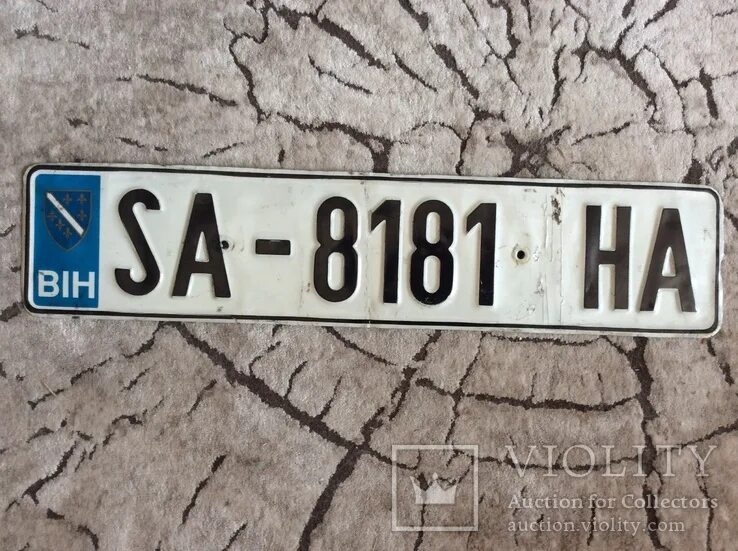 BIH SA-8181 HA
VIOLITY
Auction for Collectors
auction.violity.com